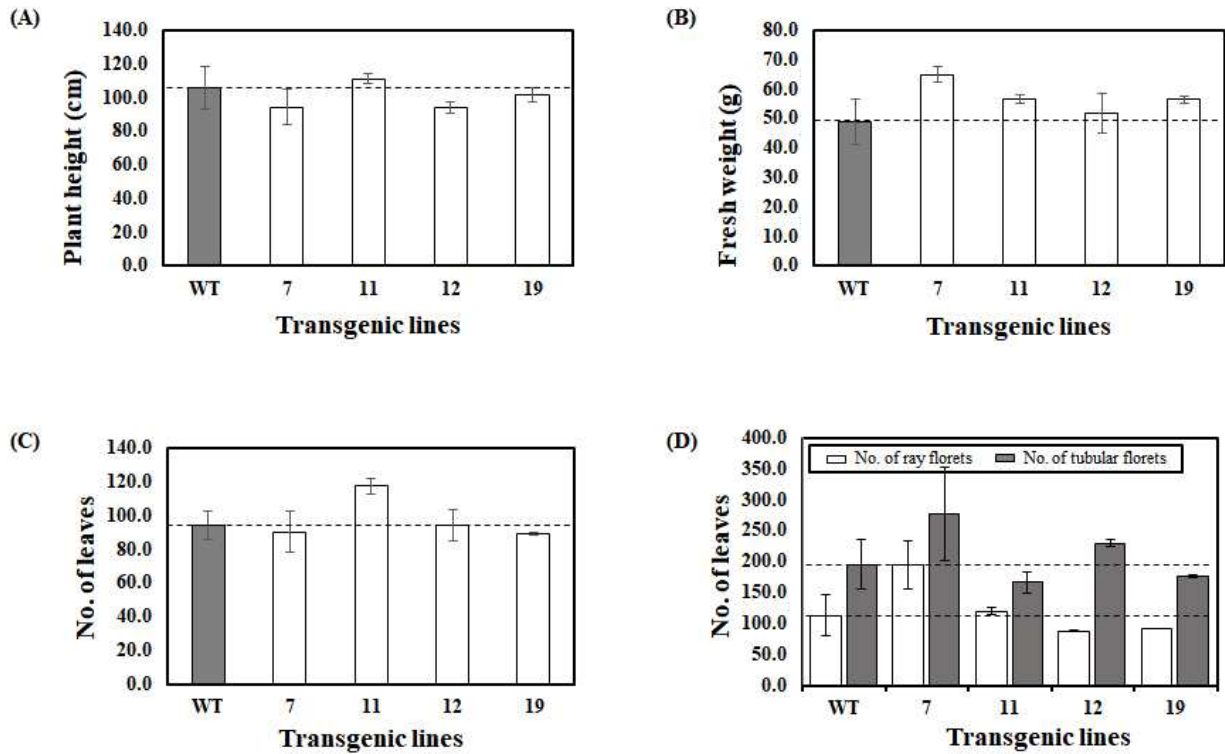 (A)
Plant height (cm)
140.0
120.0
100.0
80.0
60.0
40.0
20.0
0.0
WT 7 11 12 19
Transgenic lines
(B)
Fresh weight (g)
80.0
70.0
60.0
50.0
40.0
30.0
20.0
10.0
0.0
WT 7 11 12 19
Transgenic lines
(C)
No. of leaves
140.0
120.0
100.0
80.0
60.0
40.0
20.0
0.0
WT 7 11 12 19
Transgenic lines
(D)
No. of leaves
400.0
350.0
300.0
250.0
200.0
150.0
100.0
50.0
0.0
No. of ray florets No. of tubular florets
WT 7 11 12 19
Transgenic lines